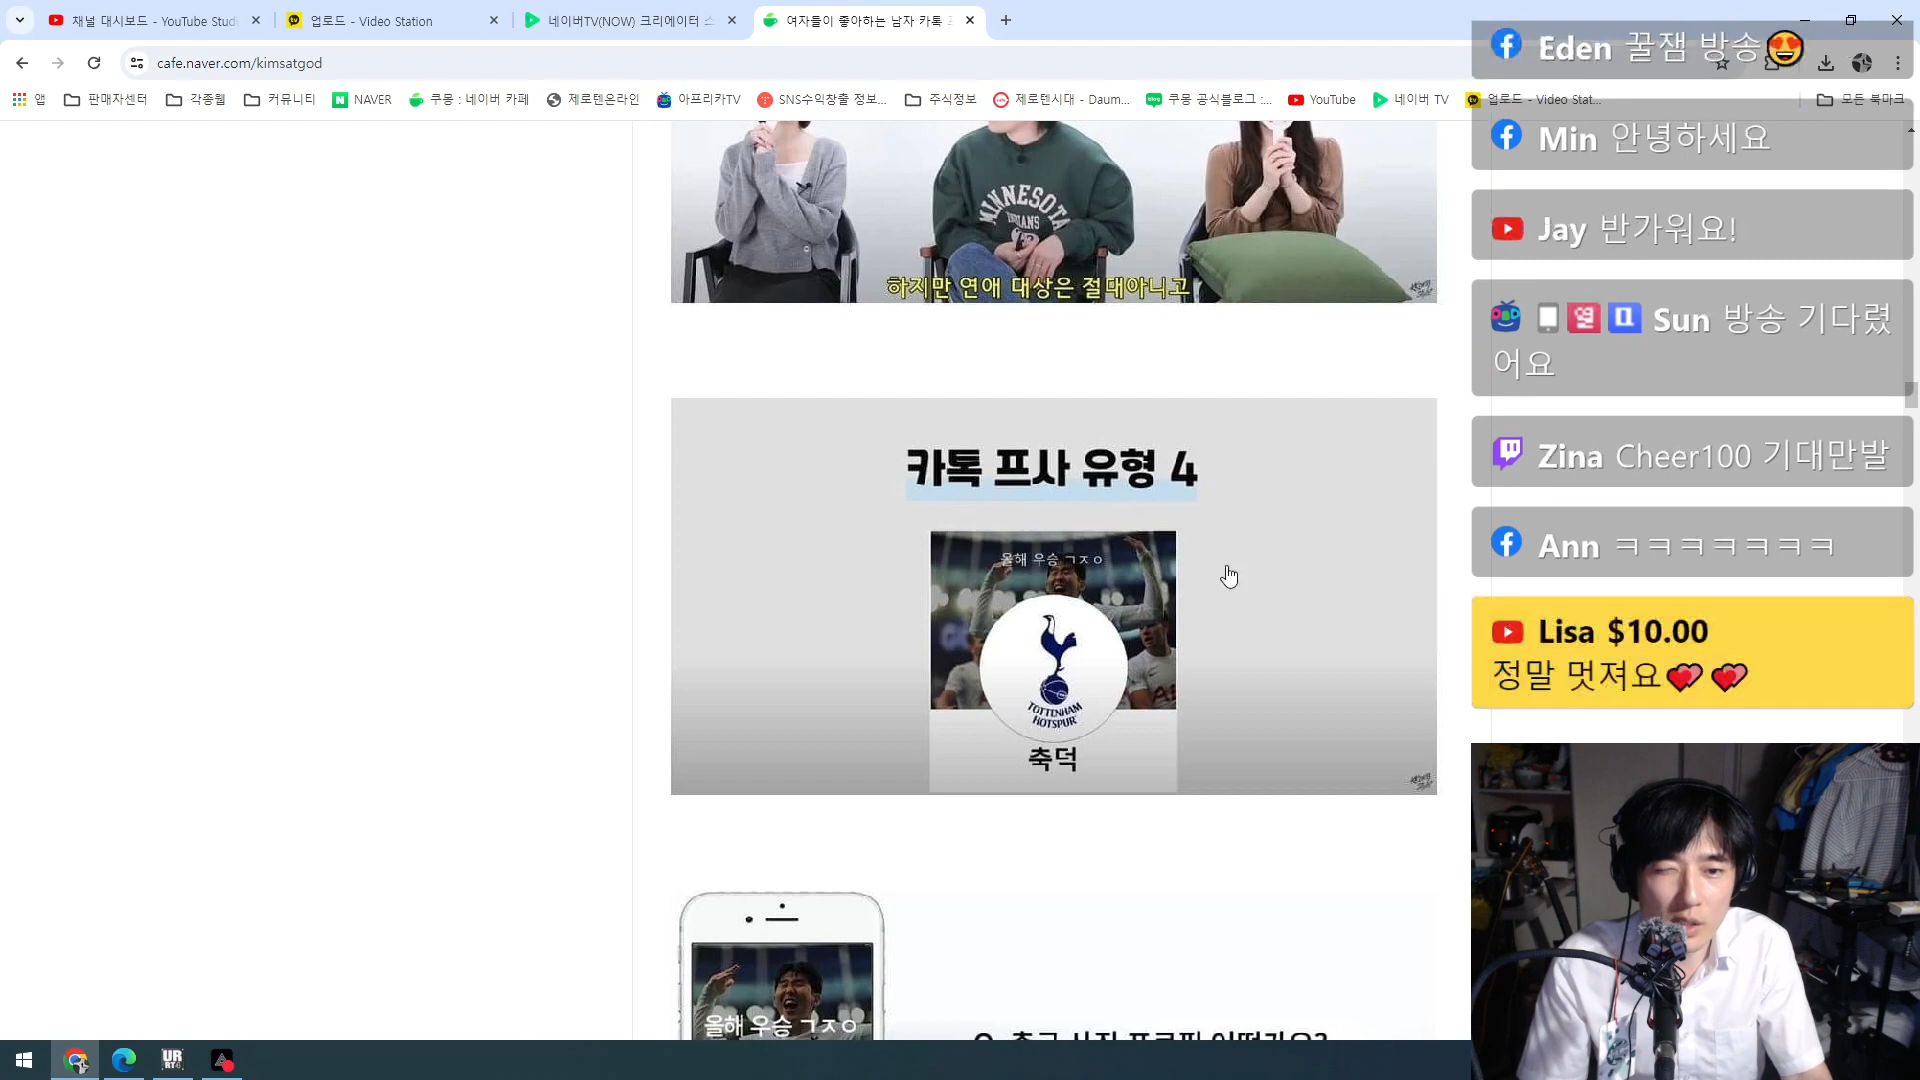 채널 대시보드 - YouTube Stud
업로드 - Video Station
네이버TV(NOW) 크리에이터 스
여자들이 좋아하는 남자 카톡 프
cafe.naver.com/kimsatgod
앱
판매자센터
각종웹
커뮤니티
NAVER
쿠몽 : 네이버 카페
제로텐온라인
아프리카TV
SNS수익창출 정보...
주식정보
제로텐시대 - Daum...
쿠몽 공식블로그 :...
YouTube
네이버 TV
업로드 - Video Stat...
모든 북마크
MINNESOTA
INDIANS
하지만 연애 대상은 절대아니고
카톡 프사 유형 4
올해 우승 ㄱㅈㅇ
TOTTENHAM
HOTSPUR
축덕
올해 우승 ㄱㅈㅇ
Eden 꿀잼 방송
Min 안녕하세요
Jay 반가워요!
열
Sun 방송 기다렸
어요
Zina Cheer100 기대만발
Ann ㅋㅋㅋㅋㅋㅋㅋ
Lisa $10.00
정말 멋져요
UR
RT4